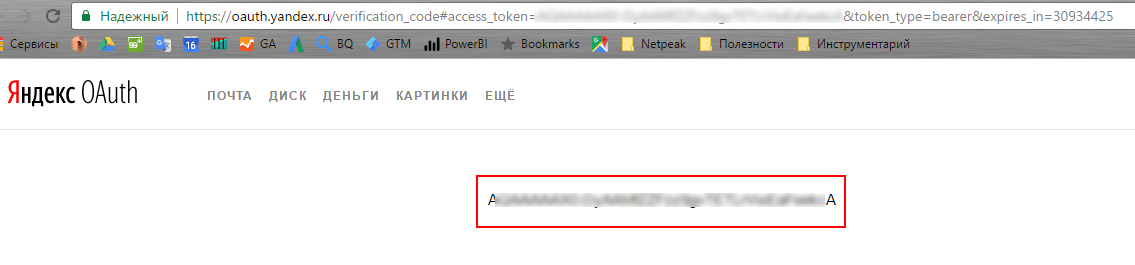 Надежный https://oauth.yandex.ru/verification_code#access_token= &token_type=bearer&expires_in=30934425
Сервисы GA BQ GTM PowerBI Bookmarks Netpeak Полезности Инструментарий
Яндекс OAuth ПОЧТА ДИСК ДЕНЬГИ КАРТИНКИ ЕЩЁ